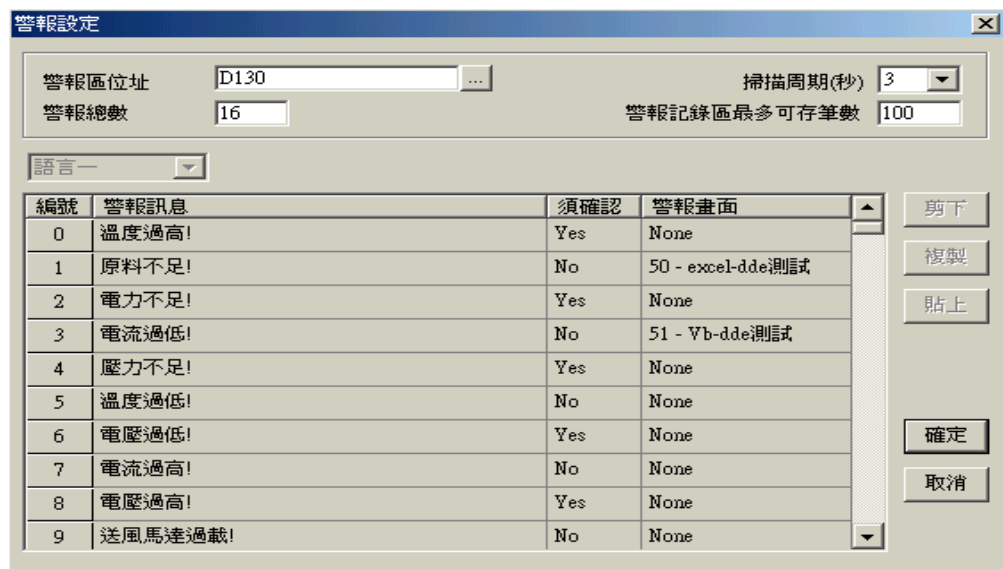 警報設定
警報區位址 D130 ... 掃描周期(秒) 3
警報總數 16 警報記錄區最多可存筆數 100
語言一
編號 警報訊息 須確認 警報畫面 剪下
0 溫度過高! Yes None
1 原料不足! No 50 - excel-dde測試 複製
2 電力不足! Yes None 貼上
3 電流過低! No 51 - Vb-dde測試
4 壓力不足! Yes None
5 溫度過低! No None
6 電壓過低! Yes None 確定
7 電流過高! No None 取消
8 電壓過高! Yes None
9 送風馬達過載! No None